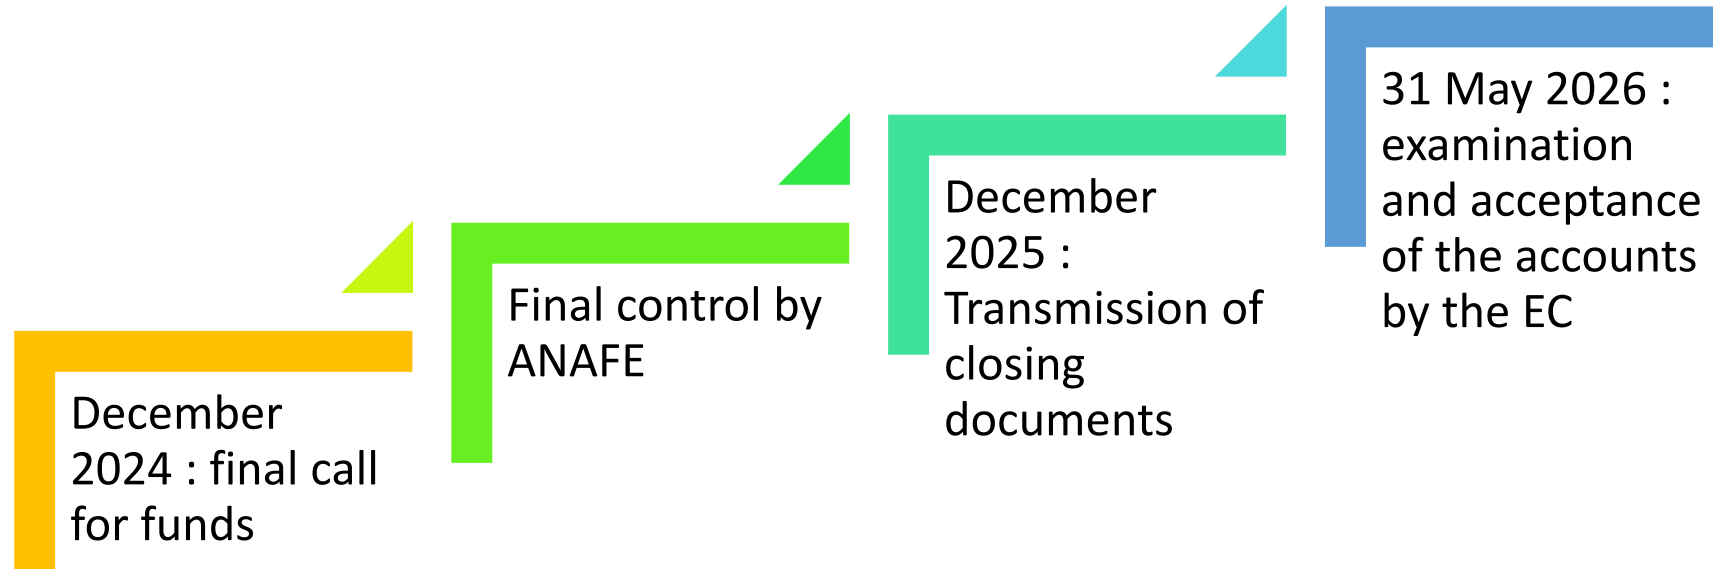 December
2024 : final call
for funds
Final control by
ANAFE
December
2025 :
Transmission of
closing
documents
31 May 2026 :
examination
and acceptance
of the accounts
by the EC